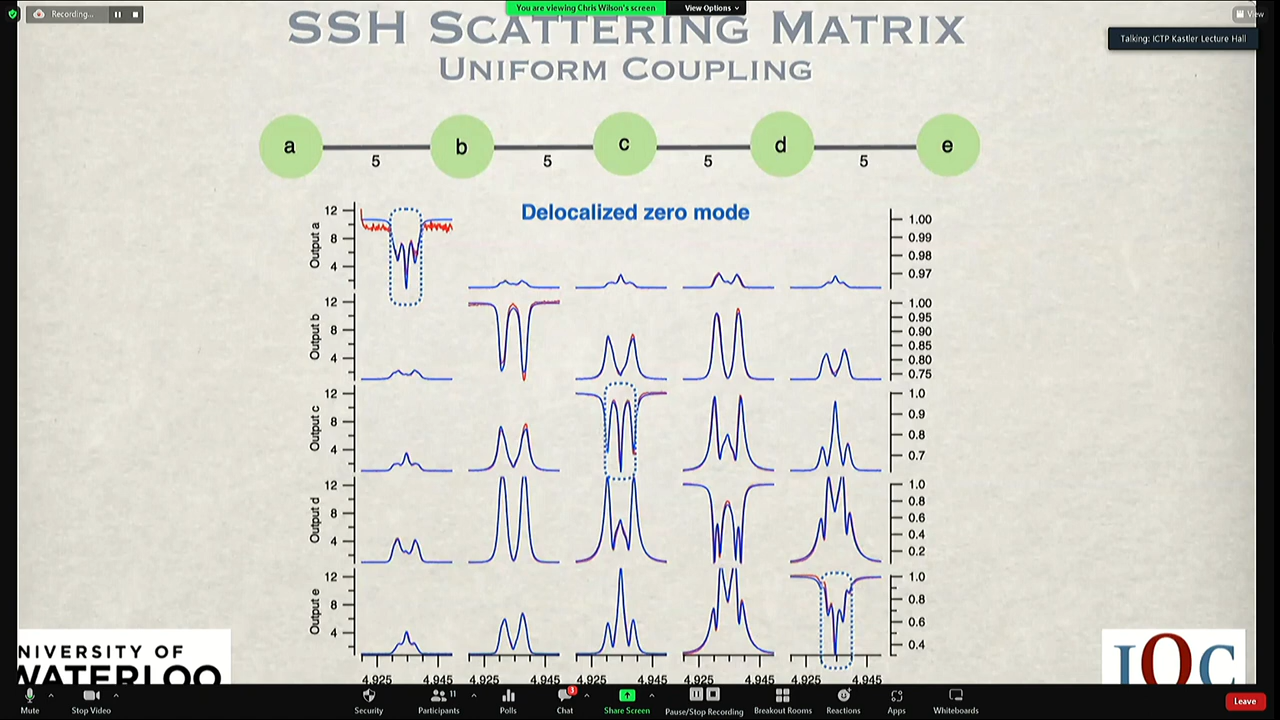 Recording...
You are viewing Chris Wilson's screen
View Options
View
Talking: ICTP Kastler Lecture Hall
SSH SCATTERING MATRIX
UNIFORM COUPLING
a b c d e
5 5 5 5
Delocalized zero mode
Output a
12
8
4
1.00
0.99
0.98
0.97
Output b
12
8
4
1.00
0.95
0.90
0.85
0.80
0.75
Output c
12
8
4
1.0
0.9
0.8
0.7
Output d
12
8
4
1.0
0.8
0.6
0.4
0.2
Output e
12
8
4
1.0
0.8
0.6
0.4
4.925 4.945 4.925 4.945 4.925 4.945 4.925 4.945 4.925 4.945
NIVERSITY OF
WATERLOO
IQC
Mute
Stop Video
Security
11
Participants
Polls
3
Chat
Share Screen
Pause/Stop Recording
Breakout Rooms
Reactions
Apps
Whiteboards
Leave